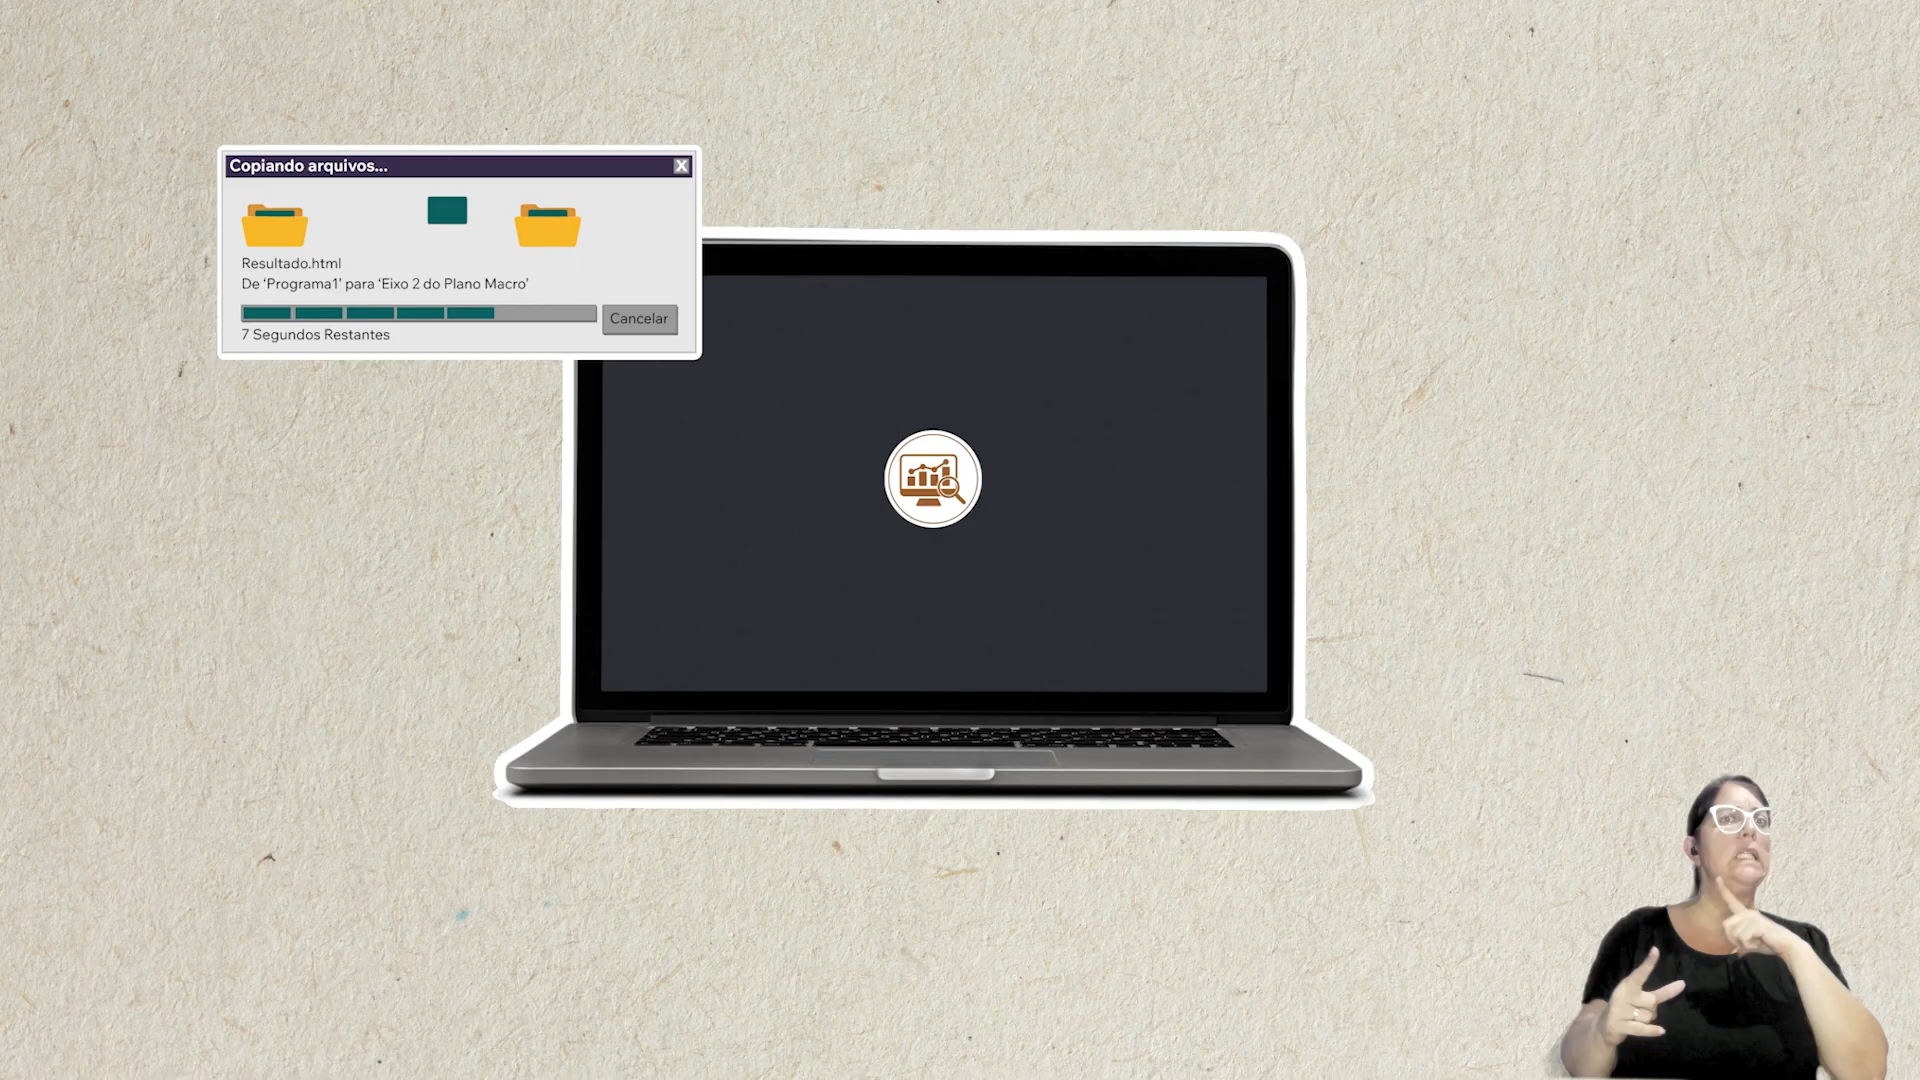 Copiando arquivos...
X
Resultado.html
De ‘Programa1’ para ‘Eixo 2 do Plano Macro’
Cancelar
7 Segundos Restantes